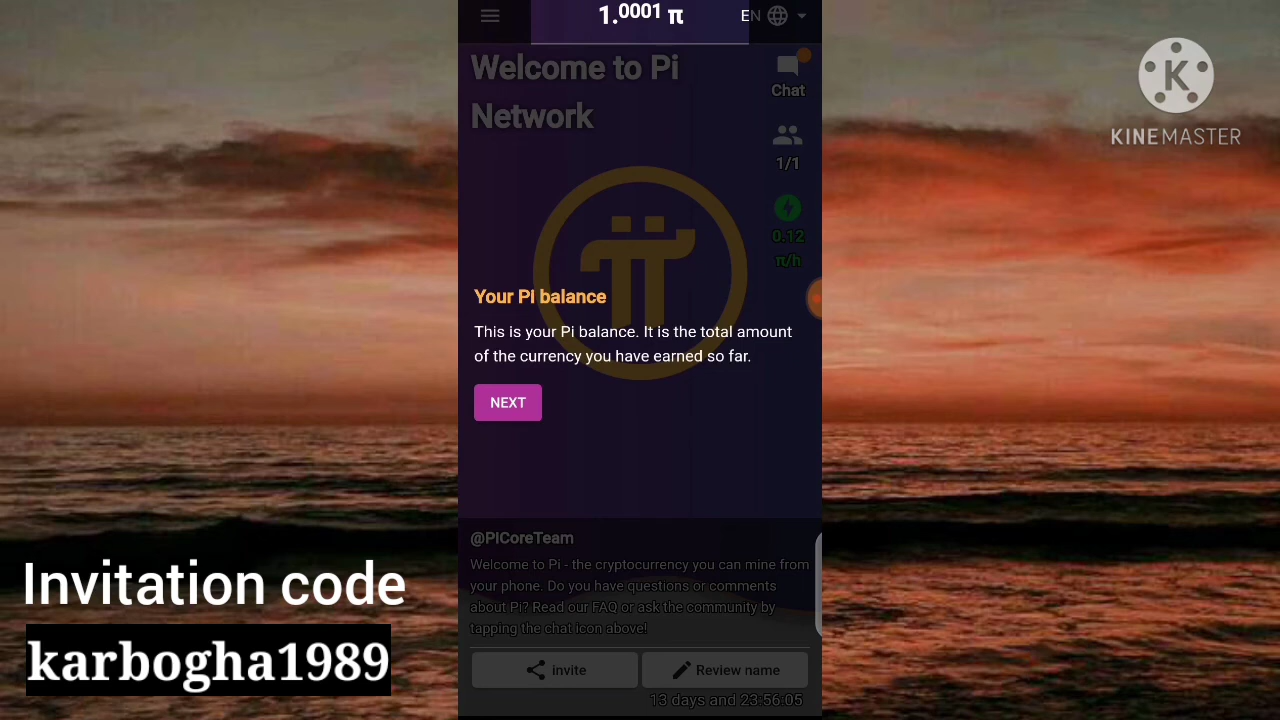 1.0001 π
EN
Welcome to Pi
Network
Chat
1/1
0.12
π/h
KINEMASTER
Your Pi balance
This is your Pi balance. It is the total amount
of the currency you have earned so far.
NEXT
@PICoreTeam
Welcome to Pi - the cryptocurrency you can mine from
your phone. Do you have questions or comments
about Pi? Read our FAQ or ask the community by
tapping the chat icon above!
invite
Review name
13 days and 23:56:05
Invitation code
karbogha1989